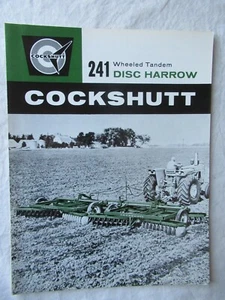 COCKSHUTT
241 Wheeled Tandem
DISC HARROW
COCKSHUTT